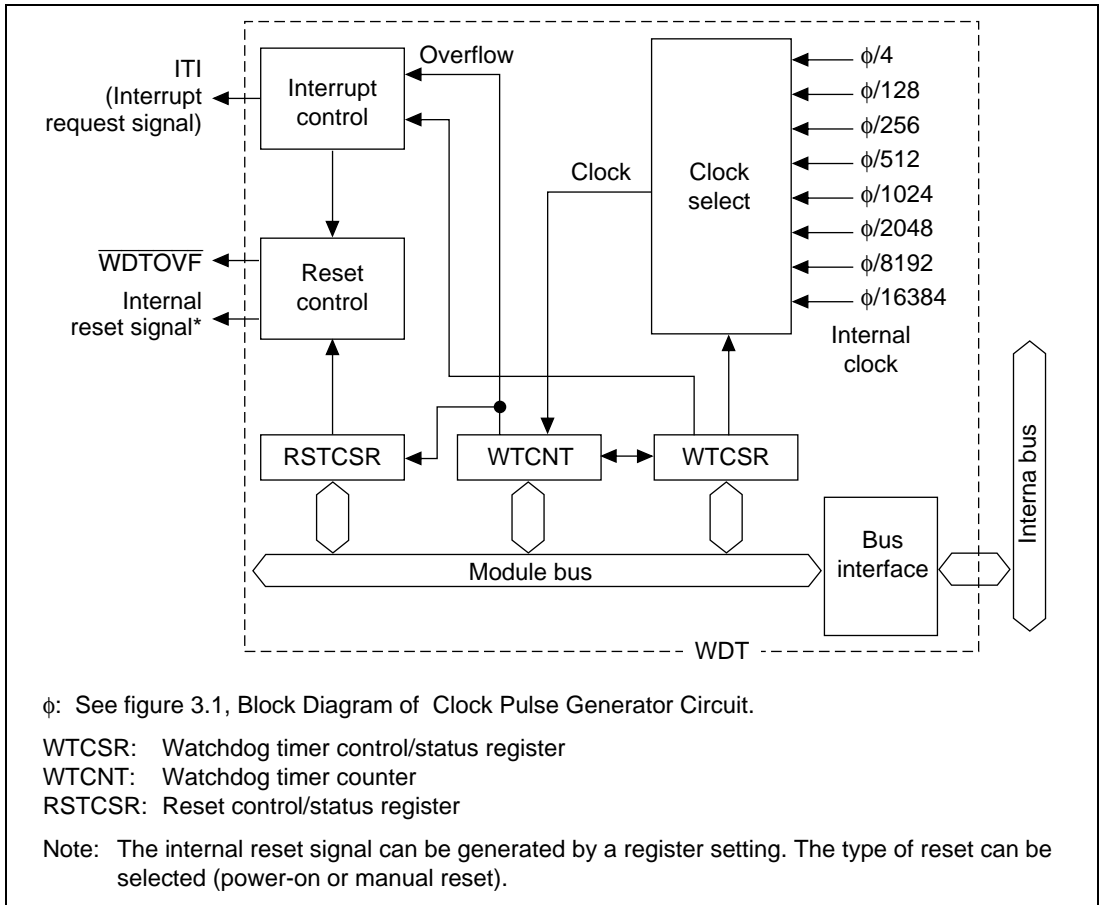 ITI
(Interrupt
request signal)
Interrupt
control
Overflow
WDTOVF
Internal
reset signal*
Reset
control
Clock
Clock
select
ϕ/4
ϕ/128
ϕ/256
ϕ/512
ϕ/1024
ϕ/2048
ϕ/8192
ϕ/16384
Internal
clock
RSTCSR
WTCNT
WTCSR
Module bus
Bus
interface
Interna bus
WDT
ϕ: See figure 3.1, Block Diagram of Clock Pulse Generator Circuit.
WTCSR: Watchdog timer control/status register
WTCNT: Watchdog timer counter
RSTCSR: Reset control/status register
Note: The internal reset signal can be generated by a register setting. The type of reset can be
selected (power-on or manual reset).